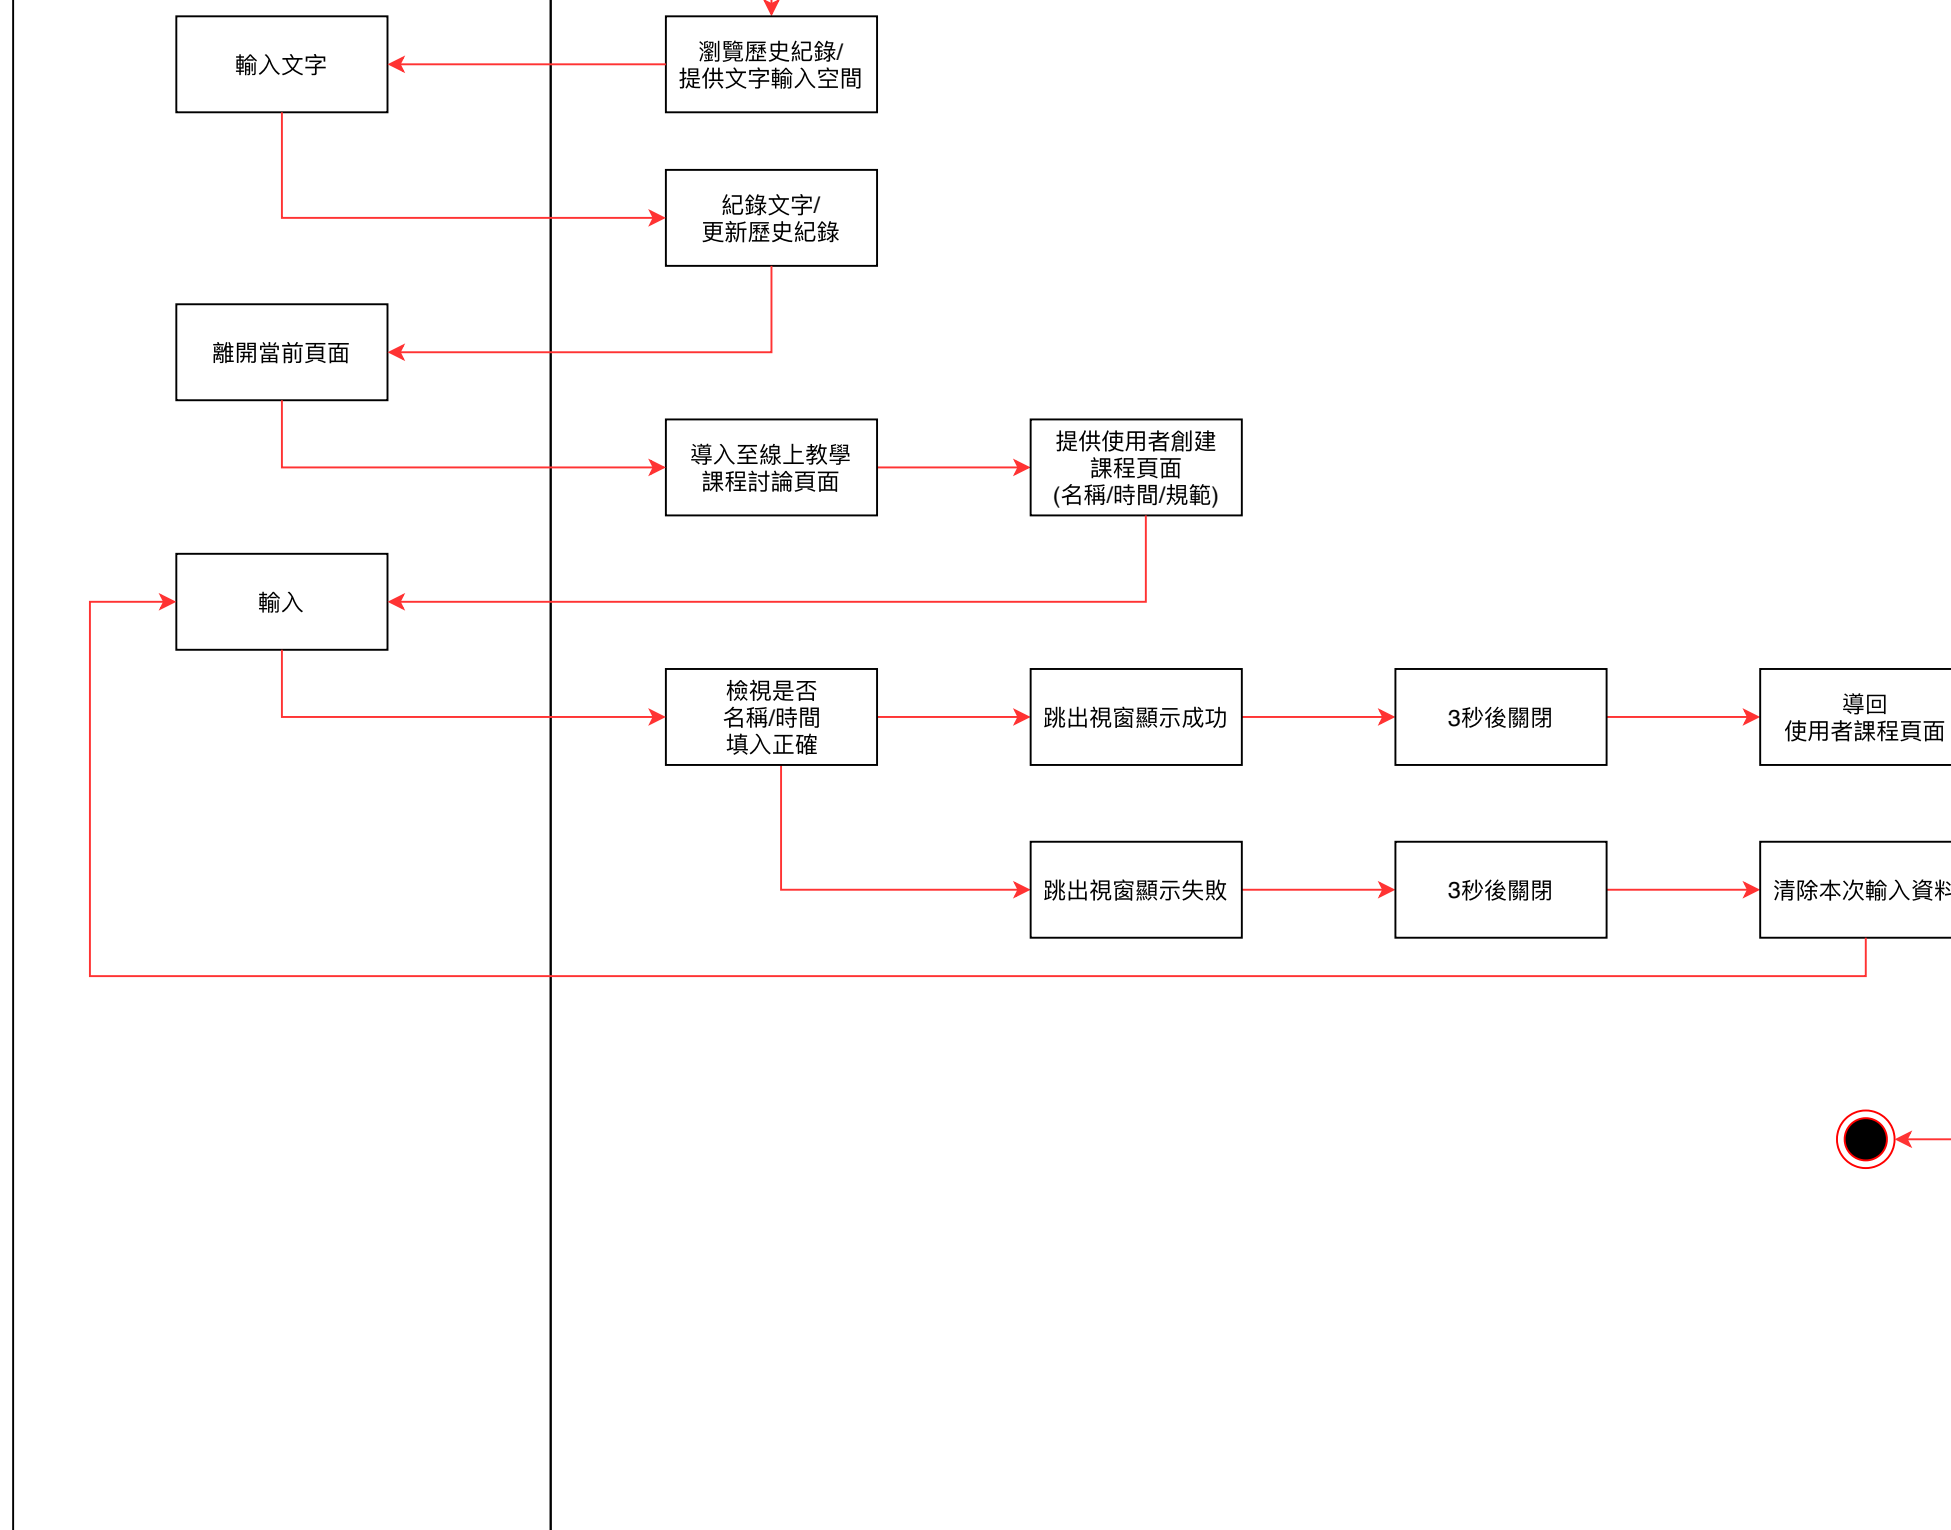 輸入文字
瀏覽歷史紀錄/
提供文字輸入空間
紀錄文字/
更新歷史紀錄
離開當前頁面
導入至線上教學
課程討論頁面
提供使用者創建
課程頁面
(名稱/時間/規範)
輸入
檢視是否
名稱/時間
填入正確
跳出視窗顯示成功
3秒後關閉
導回
使用者課程頁面
跳出視窗顯示失敗
3秒後關閉
清除本次輸入資料